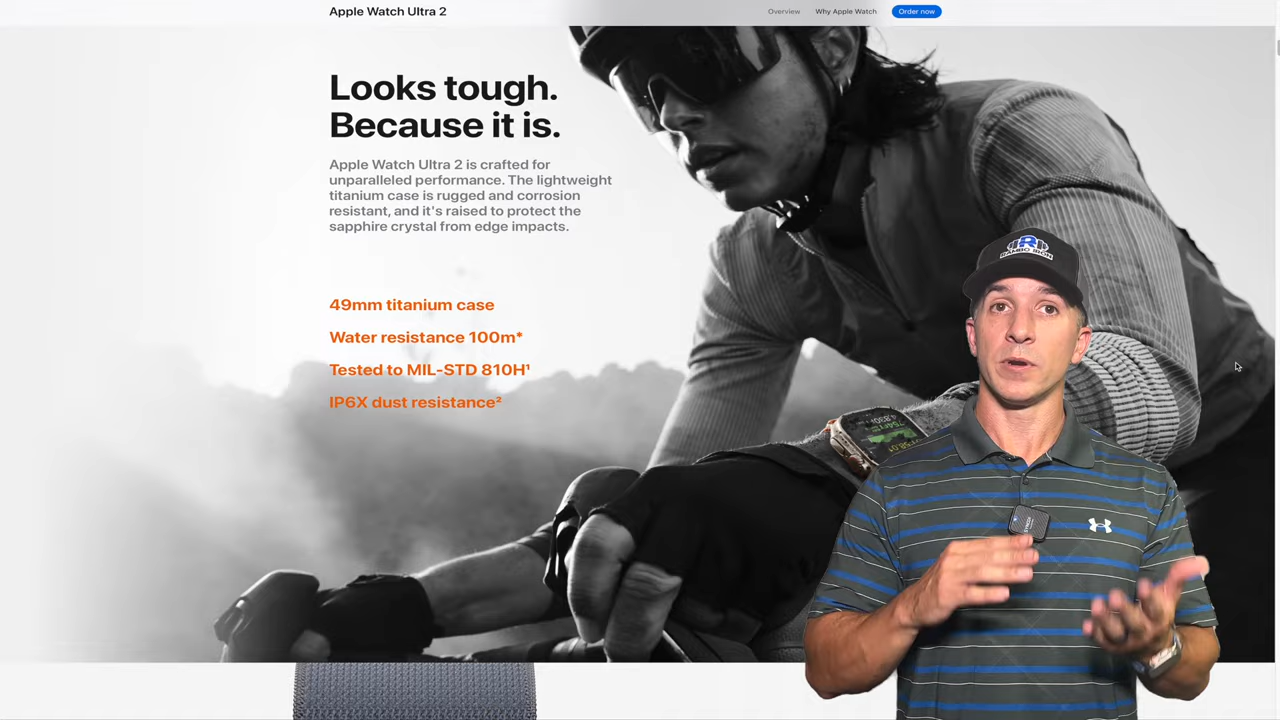 Apple Watch Ultra 2
Overview
Why Apple Watch
Order now
Looks tough.
Because it is.
Apple Watch Ultra 2 is crafted for
unparalleled performance. The lightweight
titanium case is rugged and corrosion
resistant, and it's raised to protect the
sapphire crystal from edge impacts.
49mm titanium case
Water resistance 100m*
Tested to MIL-STD 810H¹
IP6X dust resistance²
R
RAMBO IRON